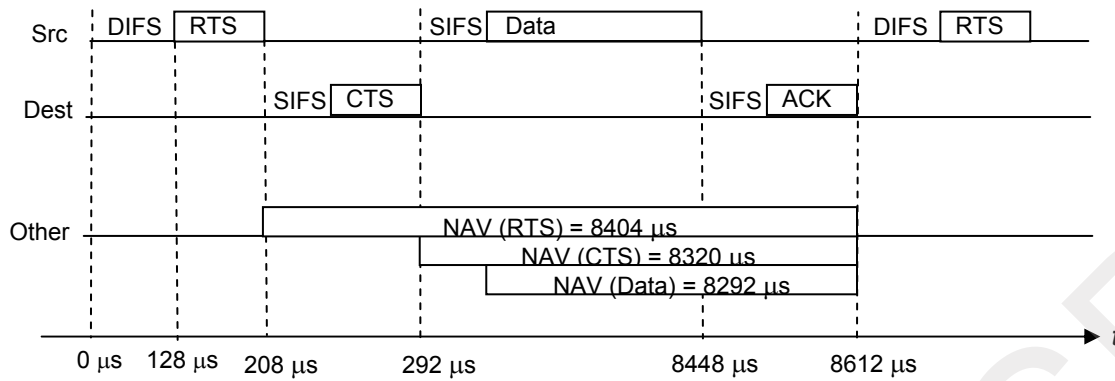 Src DIFS RTS SIFS Data DIFS RTS
Dest SIFS CTS SIFS ACK
Other NAV (RTS) = 8404 μs
NAV (CTS) = 8320 μs
NAV (Data) = 8292 μs
t
0 μs 128 μs 208 μs 292 μs 8448 μs 8612 μs